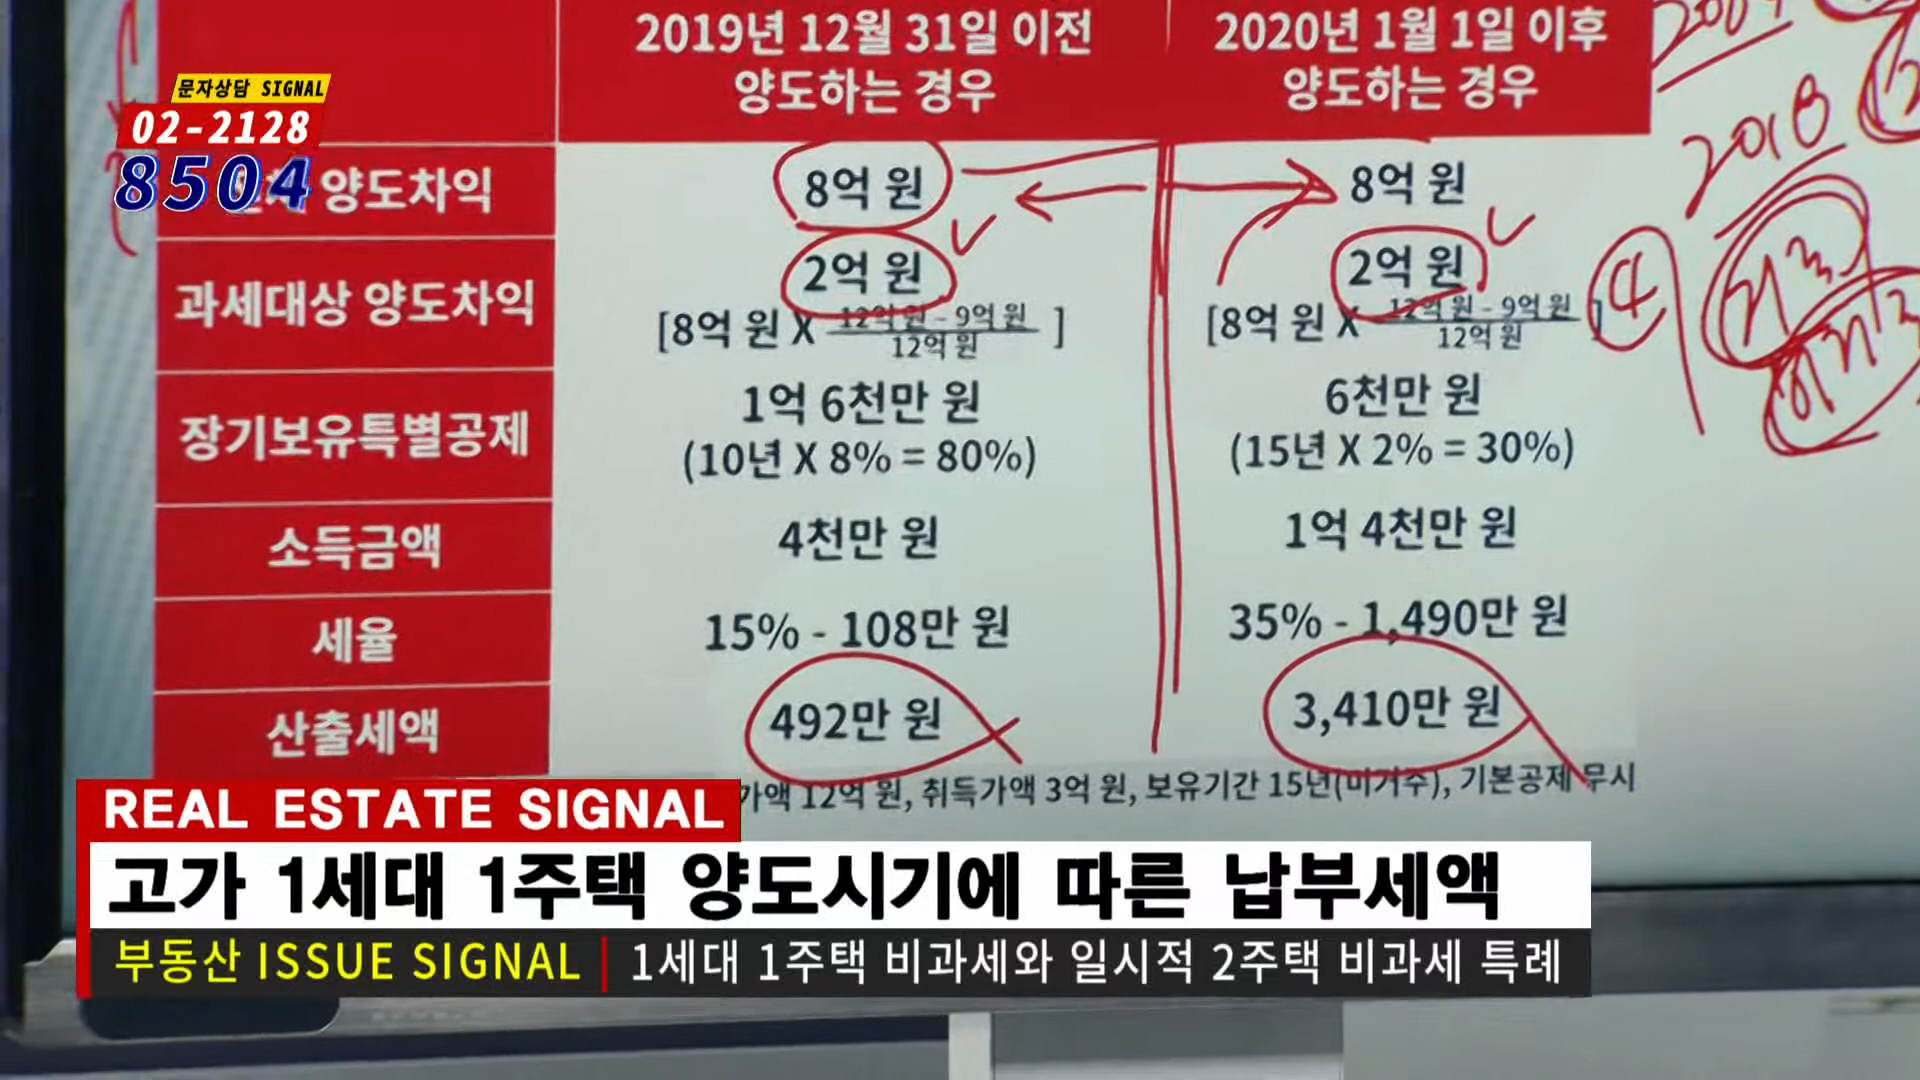 2019년 12월 31일 이전
양도하는 경우
2020년 1월 1일 이후
양도하는 경우
문자상담 SIGNAL
02-2128
8504
양도차익
8억 원
8억 원
과세대상 양도차익
2억 원
[8억 원 X 12억 원 - 9억 원 / 12억 원 ]
2억 원
[8억 원 X 12억 원 - 9억 원 / 12억 원 ]
장기보유특별공제
1억 6천만 원
(10년 X 8% = 80%)
6천만 원
(15년 X 2% = 30%)
소득금액
4천만 원
1억 4천만 원
세율
15% - 108만 원
35% - 1,490만 원
산출세액
492만 원
3,410만 원
가액 12억 원, 취득가액 3억 원, 보유기간 15년(미거주), 기본공제 무시
2018
REAL ESTATE SIGNAL
고가 1세대 1주택 양도시기에 따른 납부세액
부동산 ISSUE SIGNAL
1세대 1주택 비과세와 일시적 2주택 비과세 특례